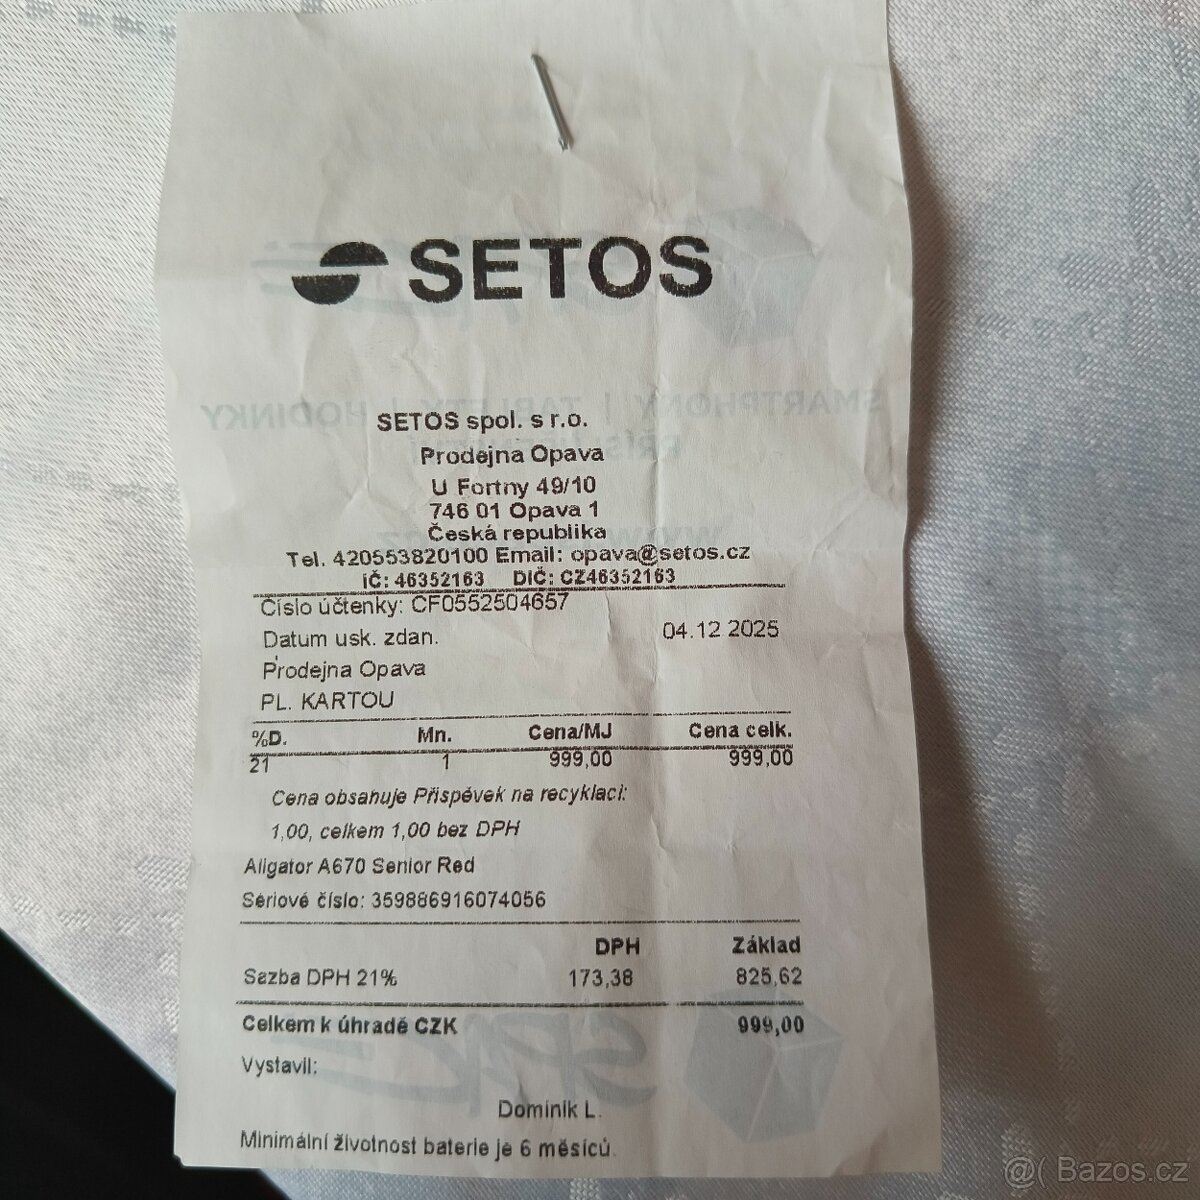 SETOS
SETOS spol. s r.o.
Prodejna Opava
U Fortny 49/10
746 01 Opava 1
Česká republika
Tel. 420553820100 Email: opava@setos.cz
IČ: 46352163 DIČ: CZ46352163
Číslo účtenky: CF0552504657
Datum usk. zdan. 04.12.2025
Prodejna Opava
PL. KARTOU
%D. Mn. Cena/MJ Cena celk.
21 1 999,00 999,00
Cena obsahuje Příspěvek na recyklaci:
1,00, celkem 1,00 bez DPH
Aligator A670 Senior Red
Sériové číslo: 359886916074056
DPH Základ
Sazba DPH 21% 173,38 825,62
Celkem k úhradě CZK 999,00
Vystavil:
Dominik L.
Minimální životnost baterie je 6 měsíců.
SMARTPHONY | TABLETY | HODINKY
@( Bazos.cz